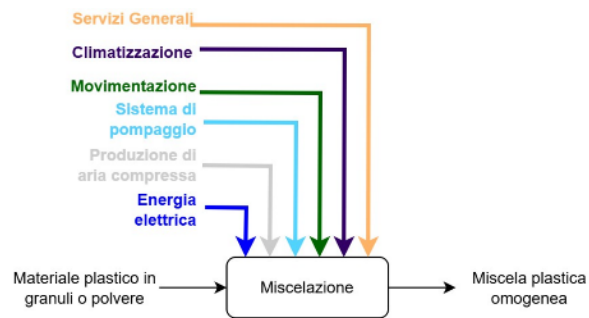 Servizi Generali
Climatizzazione
Movimentazione
Sistema di
pompaggio
Produzione di
aria compressa
Energia
elettrica
Materiale plastico in
granuli o polvere
Miscelazione
Miscela plastica
omogenea